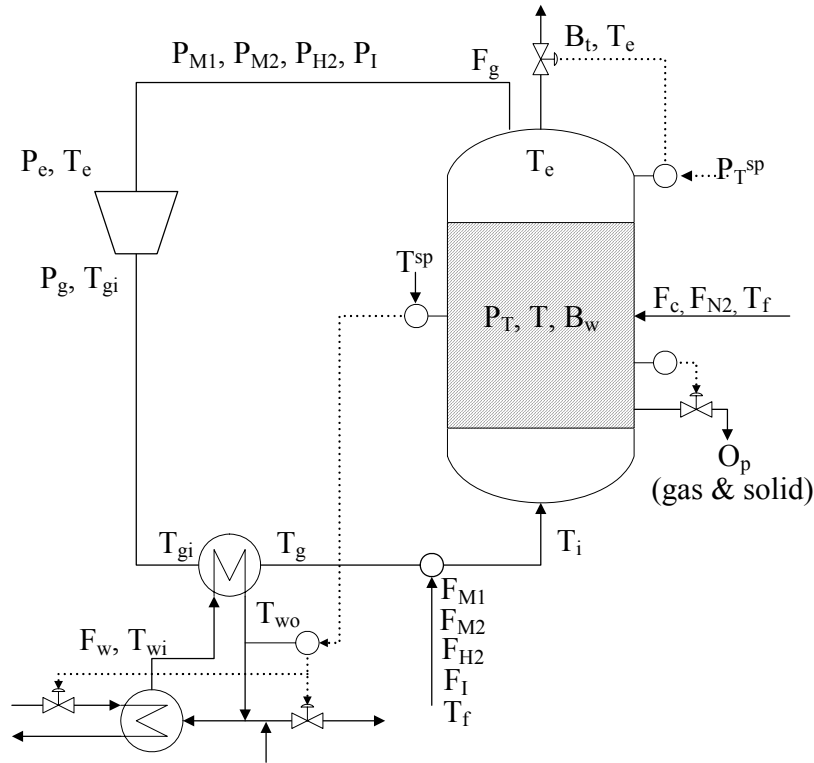 P_M1, P_M2, P_H2, P_I
F_g
B_t, T_e
P_e, T_e
T_e
P_T^sp
P_g, T_gi
T^sp
P_T, T, B_w
F_c, F_N2, T_f
O_p
(gas & solid)
T_gi
T_g
T_i
F_M1
F_M2
F_H2
F_I
T_f
T_wo
F_w, T_wi